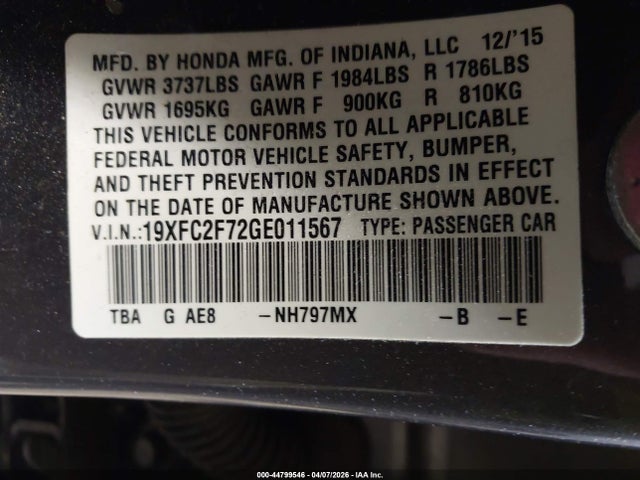 MFD. BY HONDA MFG. OF INDIANA, LLC 12/'15
GVWR 3737LBS GAWR F 1984LBS R 1786LBS
GVWR 1695KG GAWR F 900KG R 810KG
THIS VEHICLE CONFORMS TO ALL APPLICABLE
FEDERAL MOTOR VEHICLE SAFETY, BUMPER,
AND THEFT PREVENTION STANDARDS IN EFFECT
ON THE DATE OF MANUFACTURE SHOWN ABOVE.
V.I.N.:19XFC2F72GE011567 TYPE: PASSENGER CAR
TBA G AE8 -NH797MX -B -E
000-44799546 | 04/07/2026 | IAA Inc.